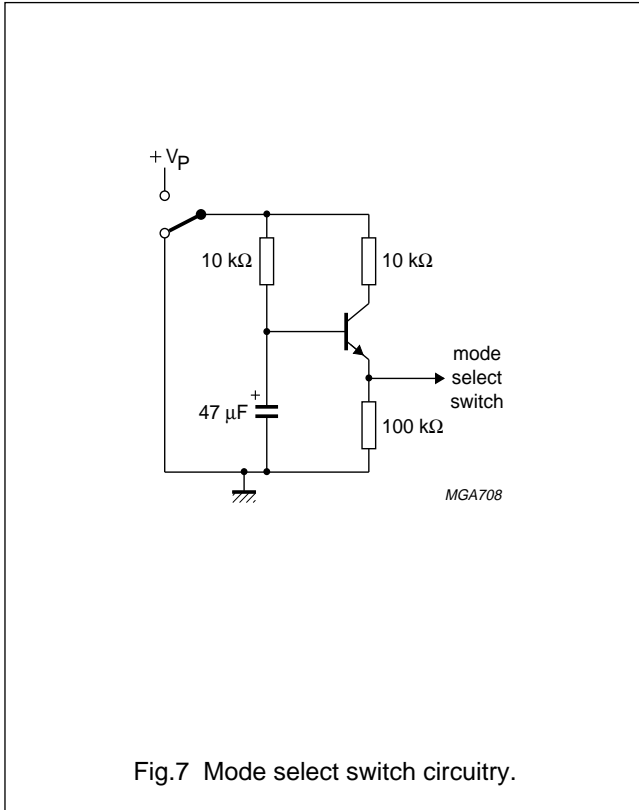 + VP
10 kΩ
10 kΩ
mode
select
switch
+
47 µF
100 kΩ
MGA708
Fig.7 Mode select switch circuitry.